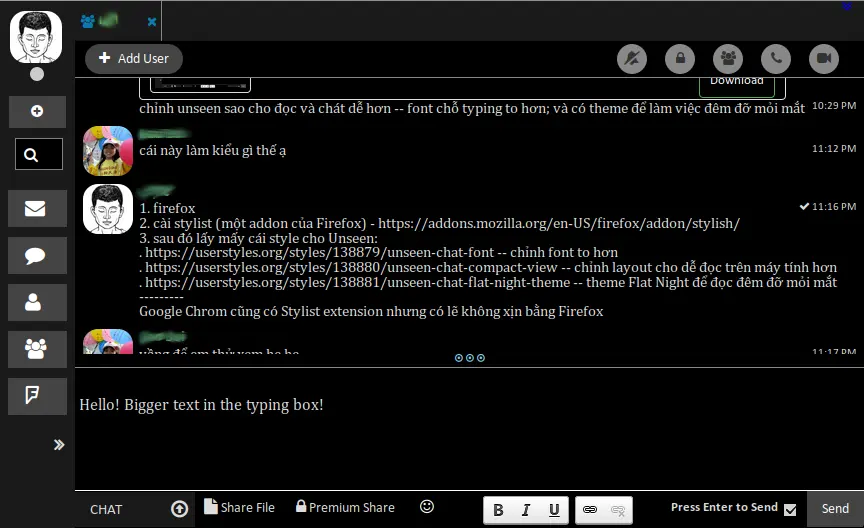 Add User
Download
chỉnh unseen sao cho đọc và chát dễ hơn -- font chỗ typing to hơn; và có theme để làm việc đêm đỡ mỏi mắt 10:29 PM
cái này làm kiểu gì thế ạ 11:12 PM
1. firefox 11:16 PM
2. cài stylist (một addon của Firefox) - https://addons.mozilla.org/en-US/firefox/addon/stylish/
3. sau đó lấy mấy cái style cho Unseen:
. https://userstyles.org/styles/138879/unseen-chat-font -- chỉnh font to hơn
. https://userstyles.org/styles/138880/unseen-chat-compact-view -- chỉnh layout cho dễ đọc trên máy tính hơn
. https://userstyles.org/styles/138881/unseen-chat-flat-night-theme -- theme Flat Night để đọc đêm đỡ mỏi mắt
---------
Google Chrom cũng có Stylist extension nhưng có lẽ không xịn bằng Firefox
11:17 PM
Hello! Bigger text in the typing box!
CHAT Share File Premium Share B I U Press Enter to Send Send